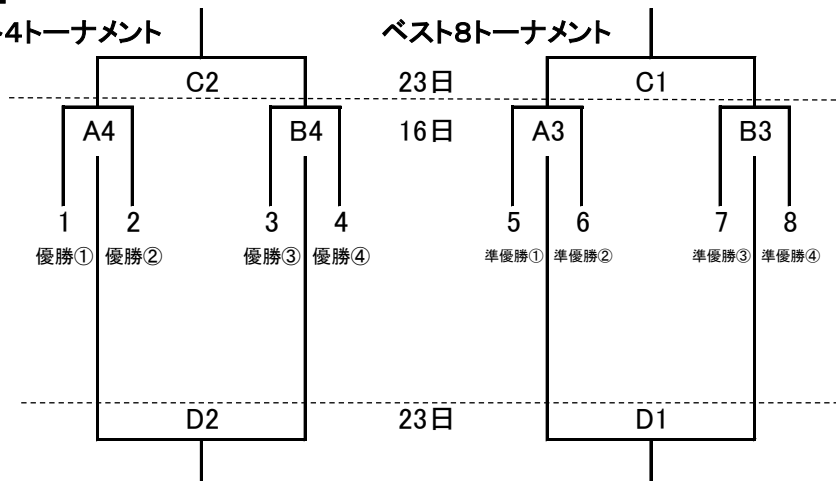 4トーナメント ベスト8トーナメント
C2 23日 C1
A4 B4 16日 A3 B3
1 2 3 4 5 6 7 8
優勝① 優勝② 優勝③ 優勝④ 準優勝① 準優勝② 準優勝③ 準優勝④
D2 23日 D1